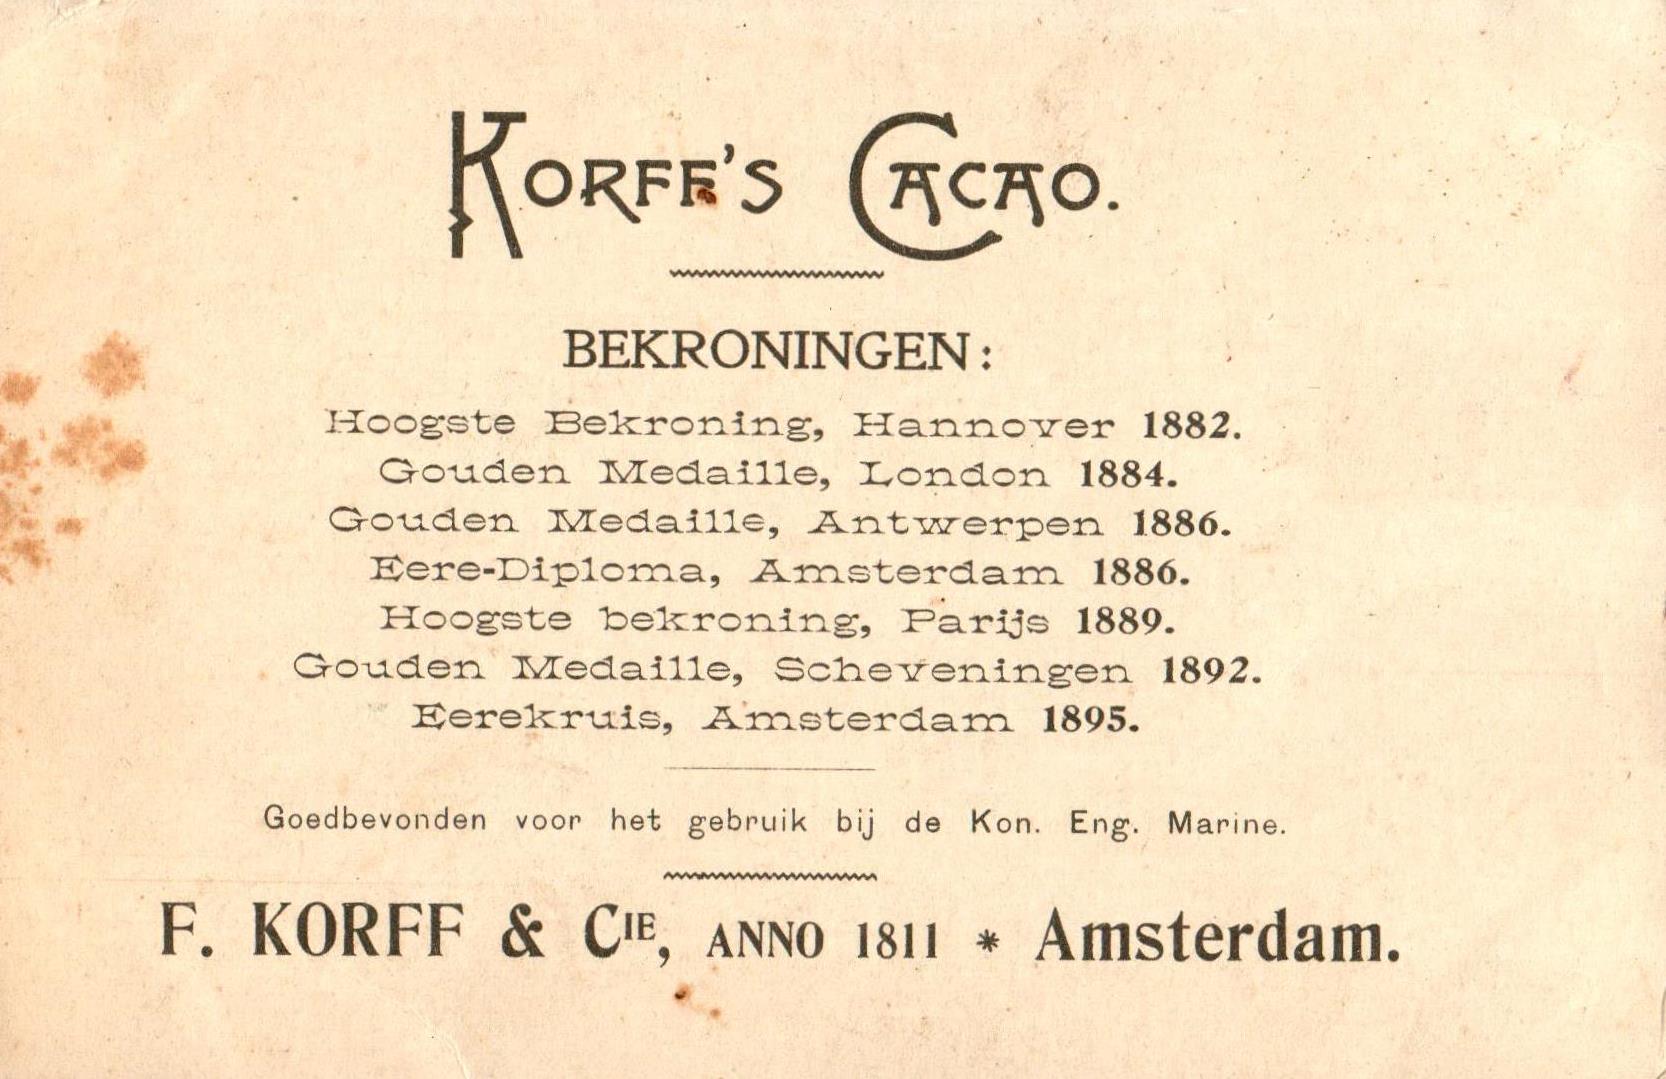 KORFF'S CACAO.
BEKRONINGEN:
Hoogste Bekroning, Hannover 1882.
Gouden Medaille, London 1884.
Gouden Medaille, Antwerpen 1886.
Eere-Diploma, Amsterdam 1886.
Hoogste bekroning, Parijs 1889.
Gouden Medaille, Scheveningen 1892.
Eerekruis, Amsterdam 1895.
Goedbevonden voor het gebruik bij de Kon. Eng. Marine.
F. KORFF & CIE, ANNO 1811 * Amsterdam.